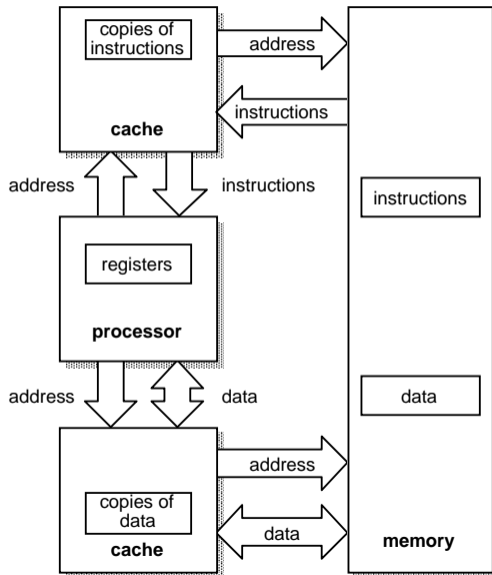 copies of
instructions
cache
address
instructions
address
instructions
instructions
registers
processor
address
data
data
address
copies of
data
cache
data
memory